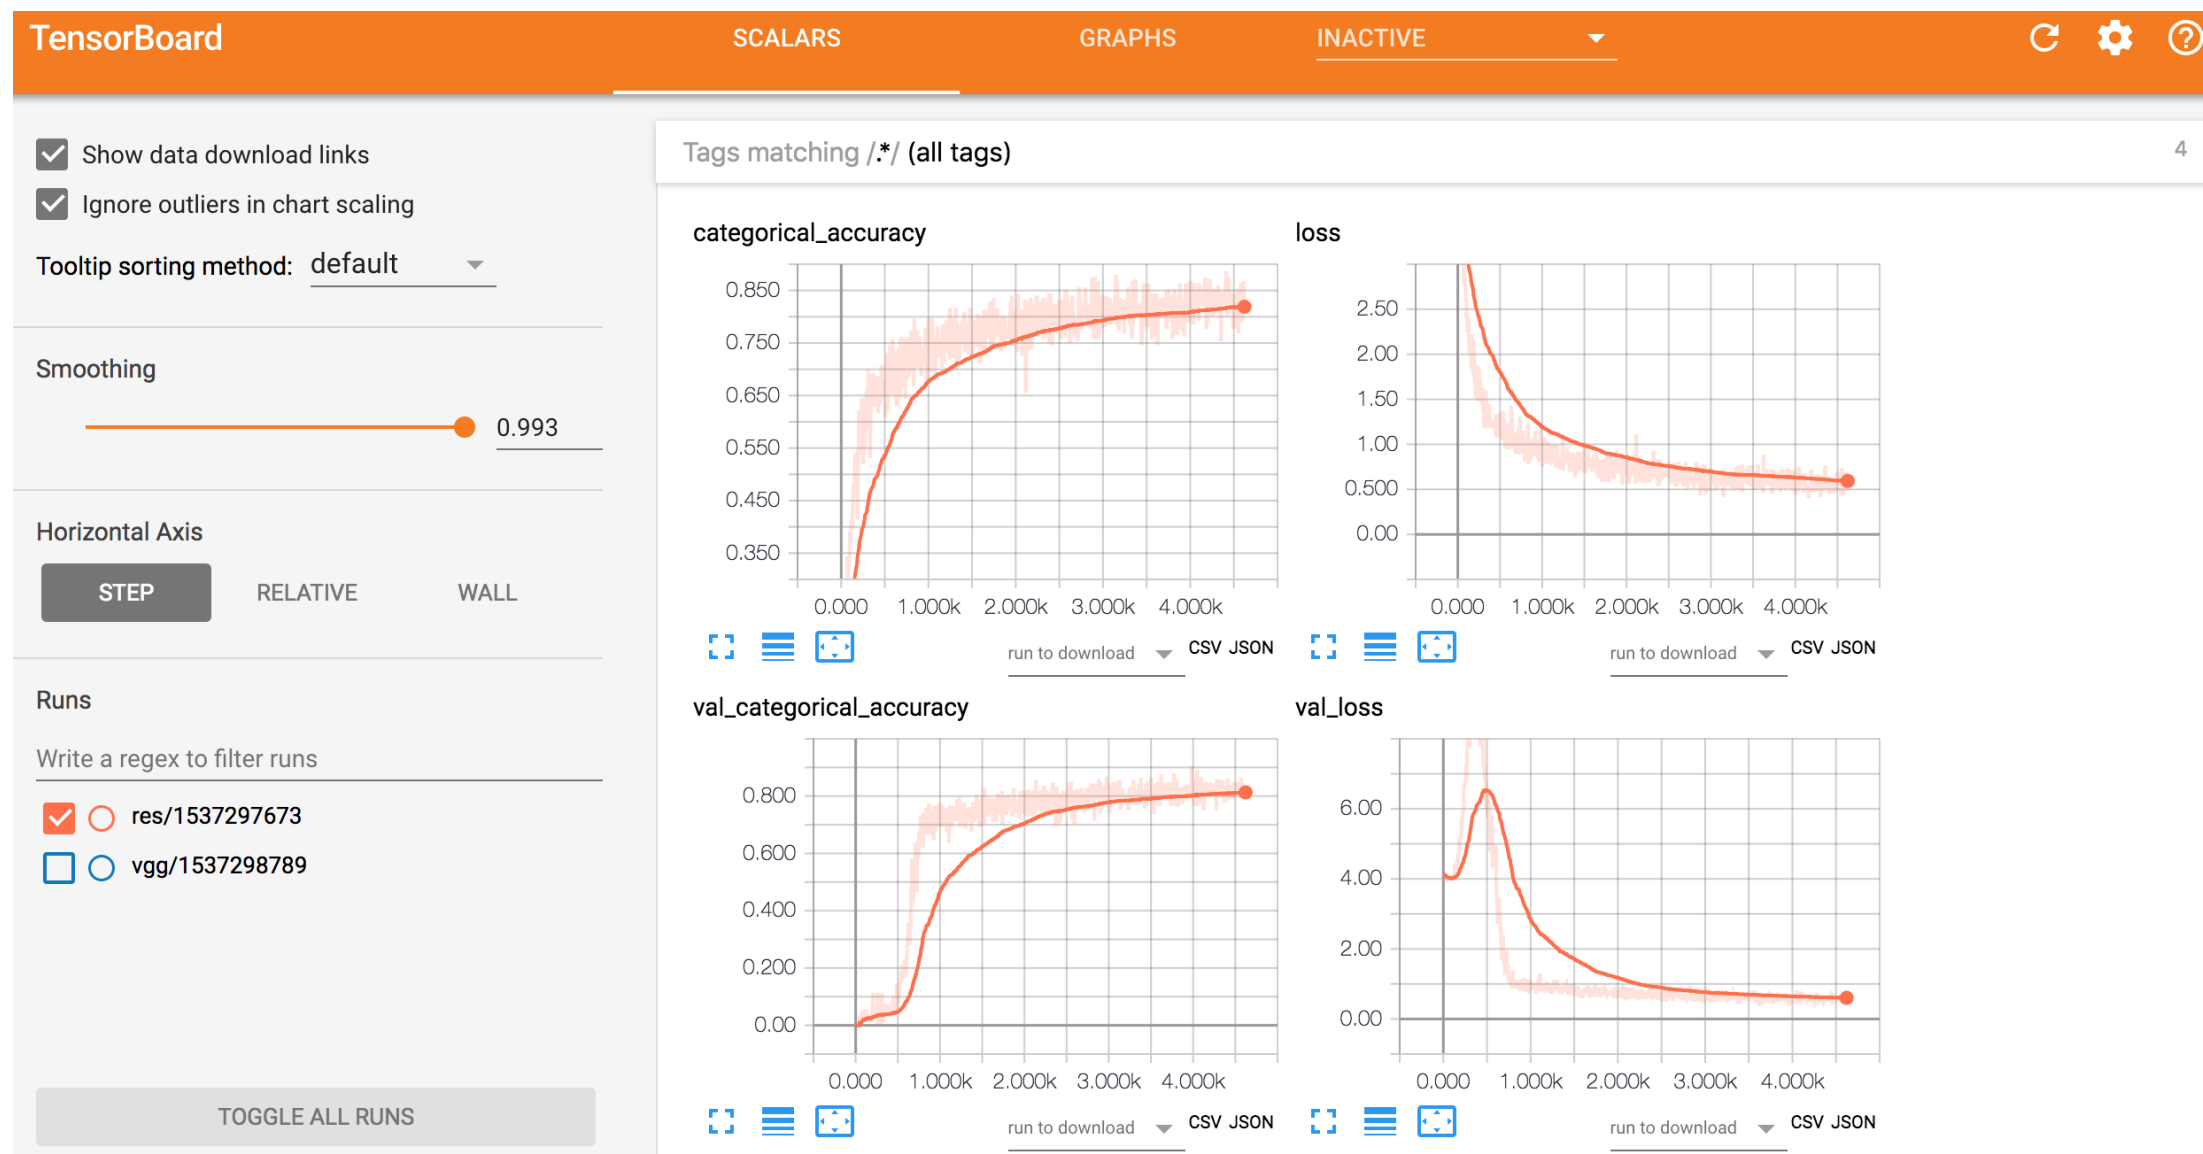 TensorBoard SCALARS GRAPHS INACTIVE
Show data download links
Ignore outliers in chart scaling
Tooltip sorting method: default
Smoothing
0.993
Horizontal Axis
STEP RELATIVE WALL
Runs
Write a regex to filter runs
res/1537297673
vgg/1537298789
TOGGLE ALL RUNS
Tags matching /.*/ (all tags) 4
categorical_accuracy
0.850
0.750
0.650
0.550
0.450
0.350
0.000 1.000k 2.000k 3.000k 4.000k
run to download CSV JSON
loss
2.50
2.00
1.50
1.00
0.500
0.00
0.000 1.000k 2.000k 3.000k 4.000k
run to download CSV JSON
val_categorical_accuracy
0.800
0.600
0.400
0.200
0.00
0.000 1.000k 2.000k 3.000k 4.000k
run to download CSV JSON
val_loss
6.00
4.00
2.00
0.00
0.000 1.000k 2.000k 3.000k 4.000k
run to download CSV JSON